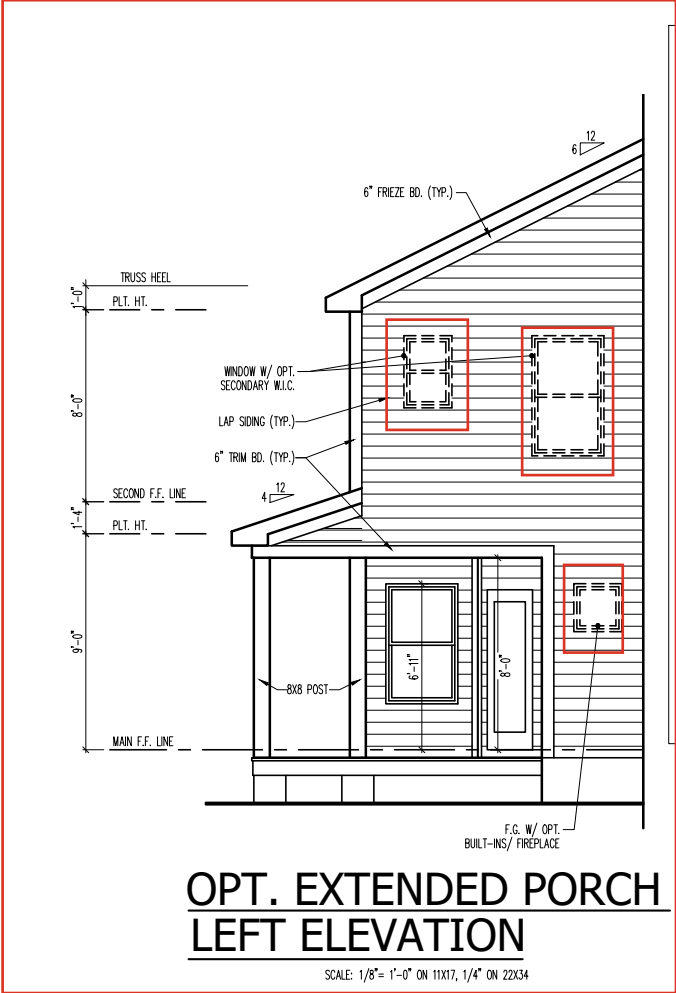 12
6
6" FRIEZE BD. (TYP.)
TRUSS HEEL
1'-0"
PLT. HT.
WINDOW W/ OPT.
SECONDARY W.I.C.
8'-0"
LAP SIDING (TYP.)
6" TRIM BD. (TYP.)
12
4
SECOND F.F. LINE
1'-4"
PLT. HT.
9'-0"
6'-11"
8'-0"
8X8 POST
MAIN F.F. LINE
F.G. W/ OPT.
BUILT-INS/ FIREPLACE
OPT. EXTENDED PORCH
LEFT ELEVATION
SCALE: 1/8"= 1'-0" ON 11X17, 1/4" ON 22X34